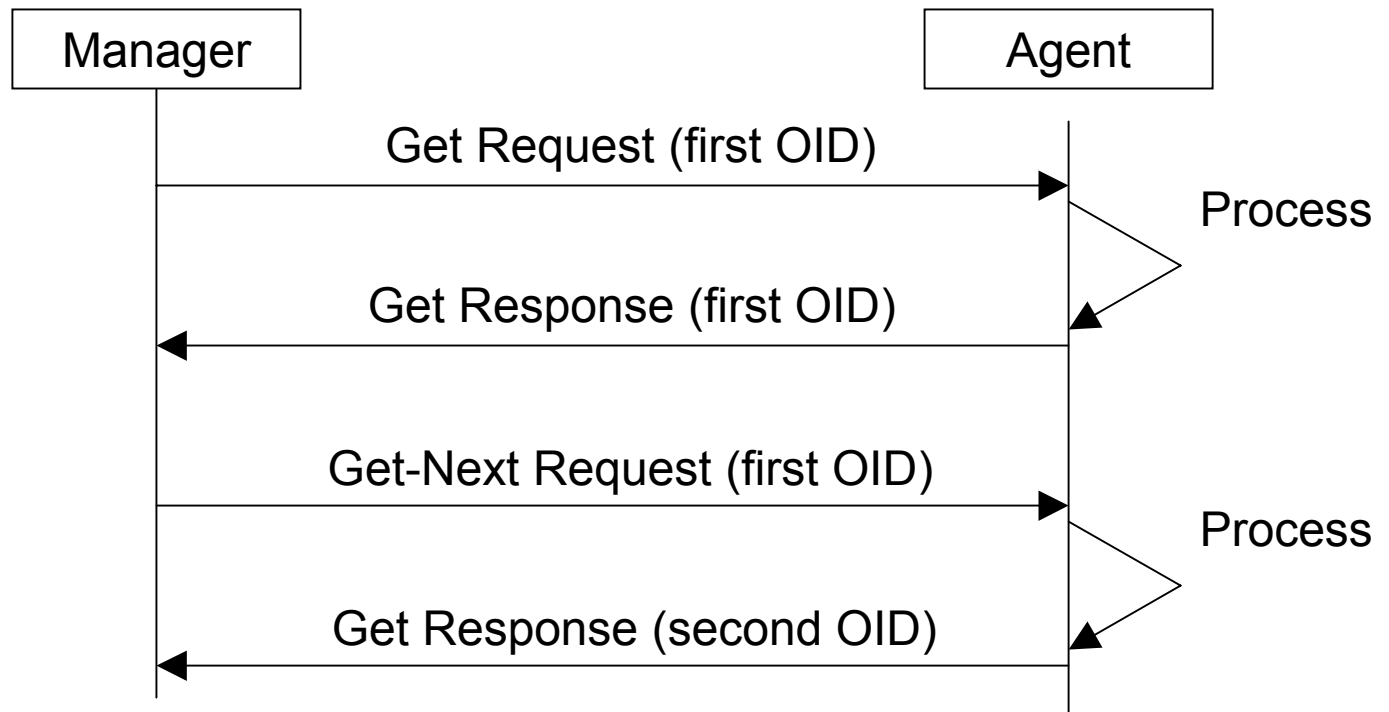 Manager
Agent
Get Request (first OID)
Process
Get Response (first OID)
Get-Next Request (first OID)
Process
Get Response (second OID)